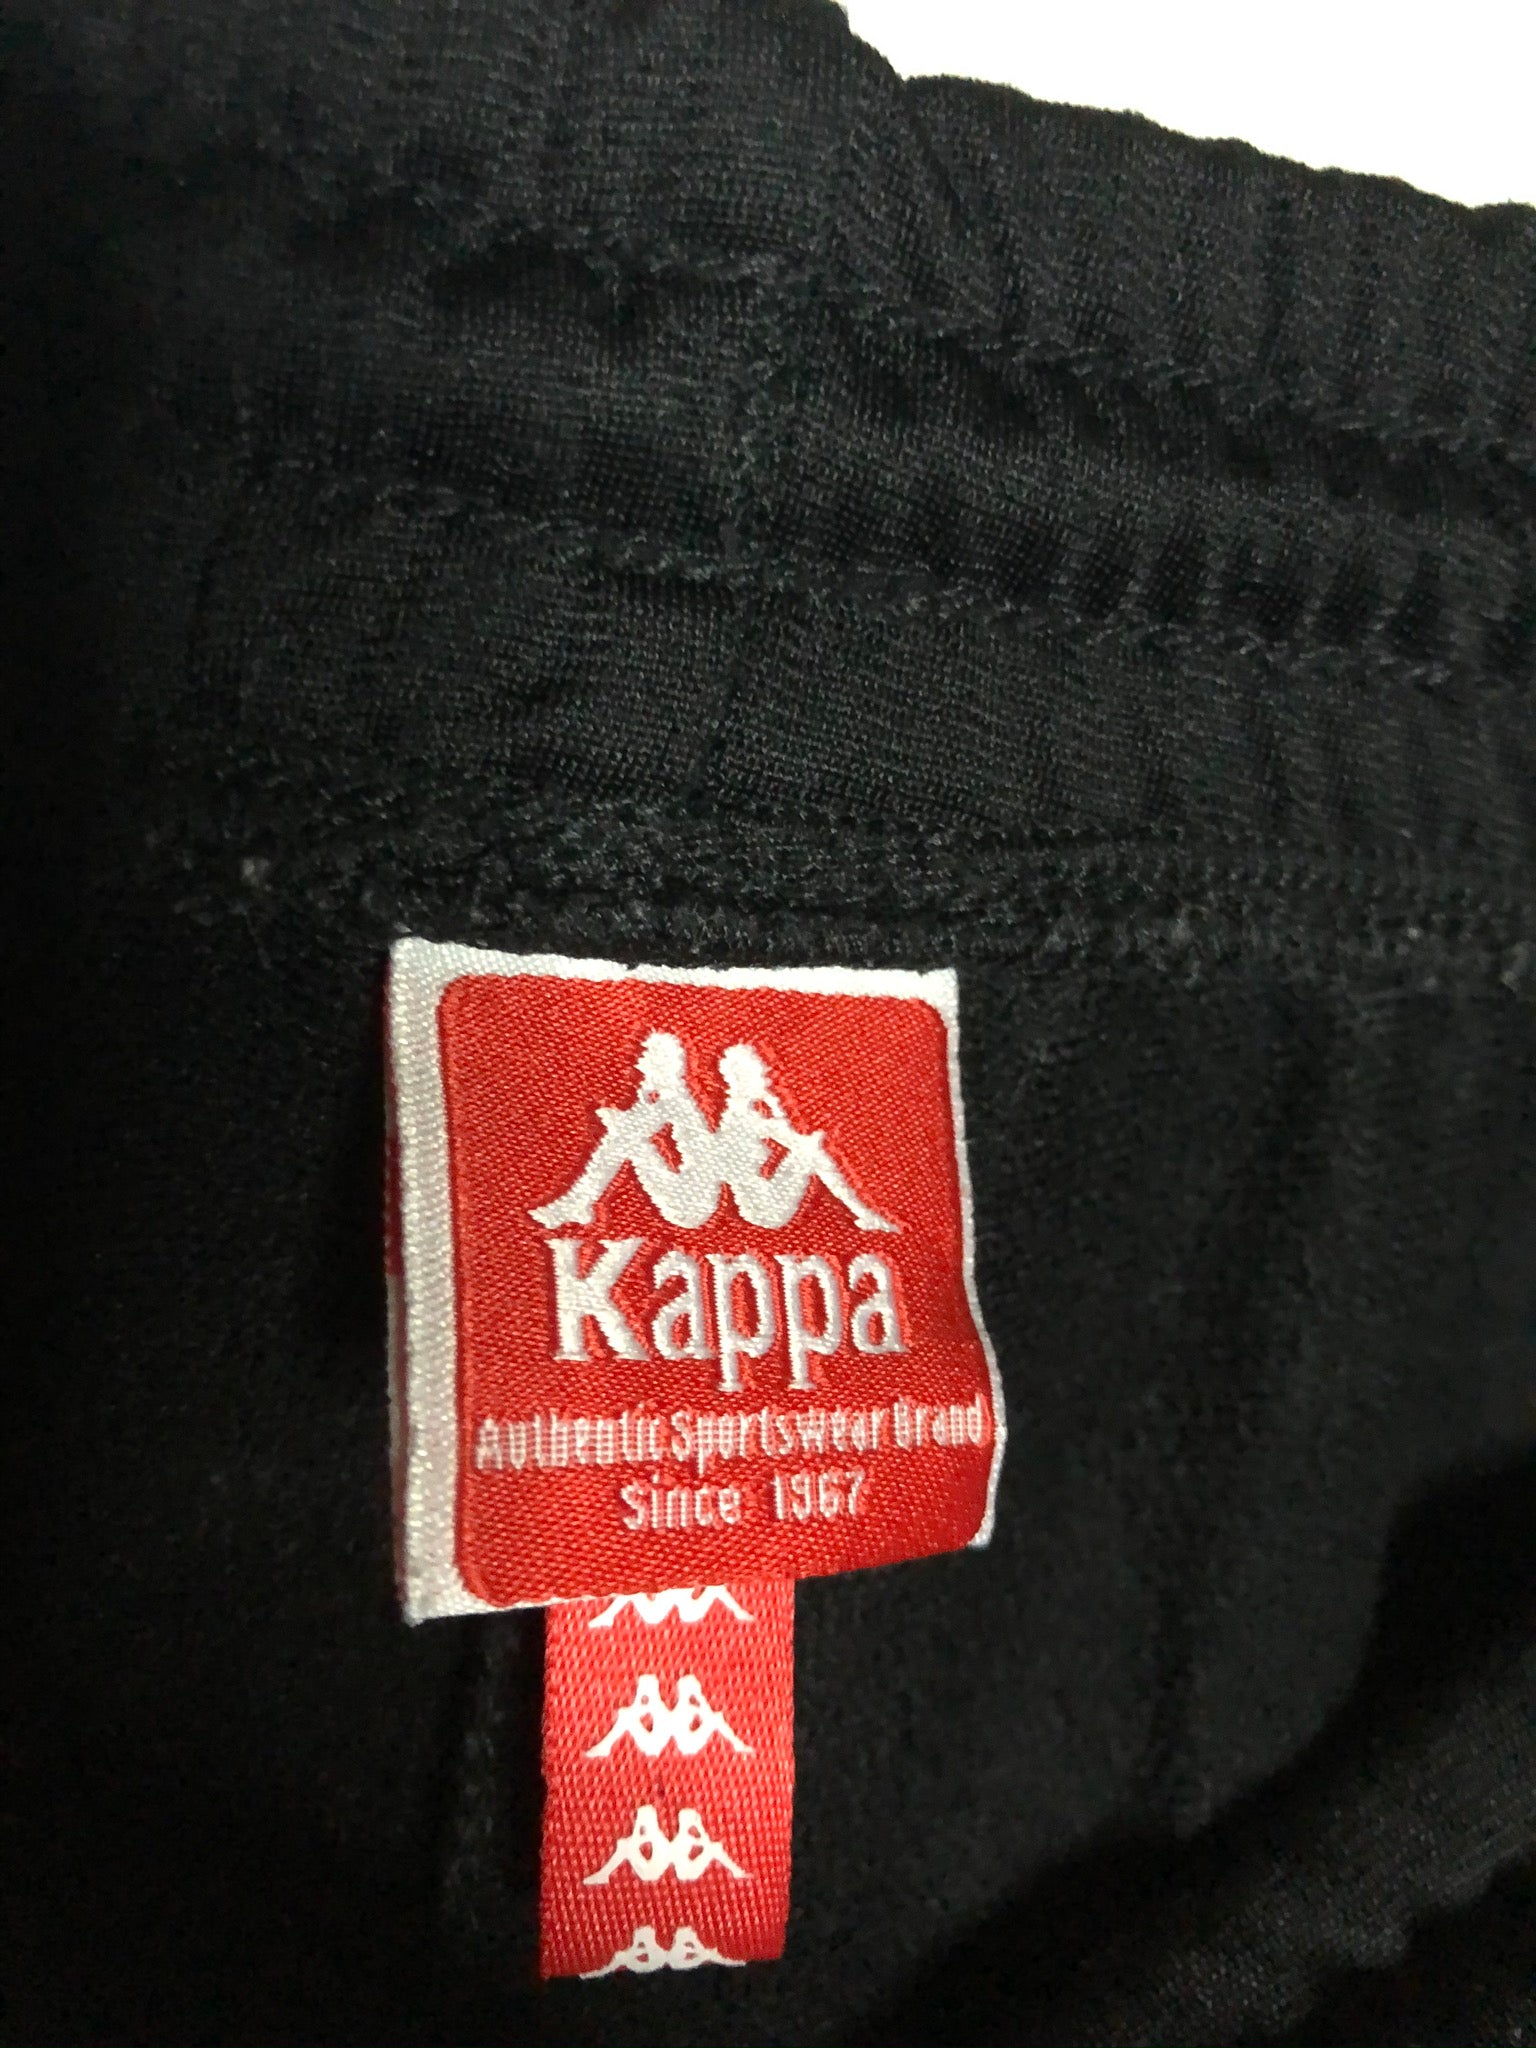 Kappa
Authentic Sportswear Brand
Since 1967